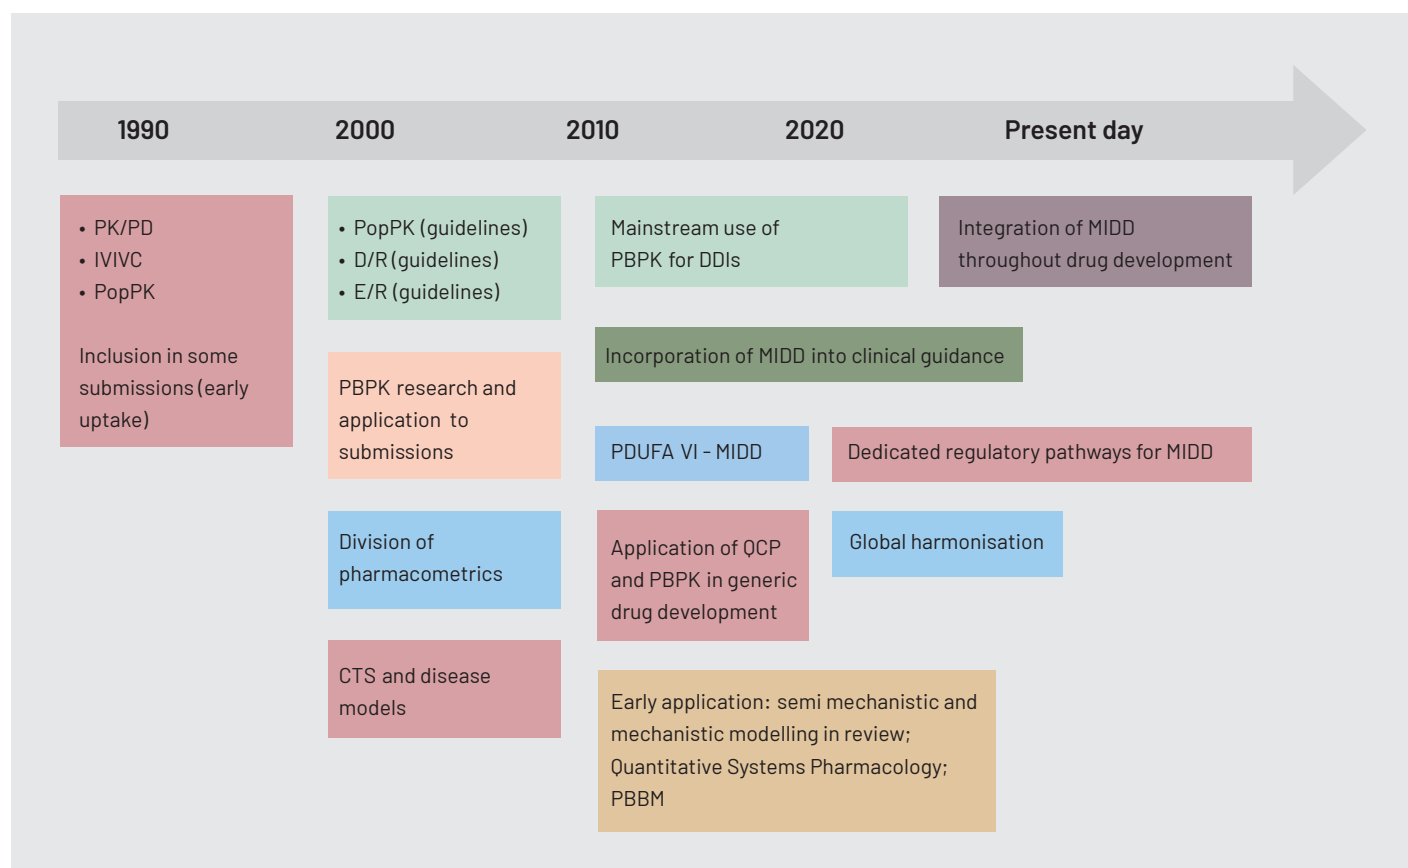 1990 2000 2010 2020 Present day
• PK/PD
• IVIVC
• PopPK
Inclusion in some
submissions (early
uptake)
• PopPK (guidelines)
• D/R (guidelines)
• E/R (guidelines)
PBPK research and
application to
submissions
Division of
pharmacometrics
CTS and disease
models
Mainstream use of
PBPK for DDIs
Integration of MIDD
throughout drug development
Incorporation of MIDD into clinical guidance
PDUFA VI - MIDD
Dedicated regulatory pathways for MIDD
Application of QCP
and PBPK in generic
drug development
Global harmonisation
Early application: semi mechanistic and
mechanistic modelling in review;
Quantitative Systems Pharmacology;
PBBM